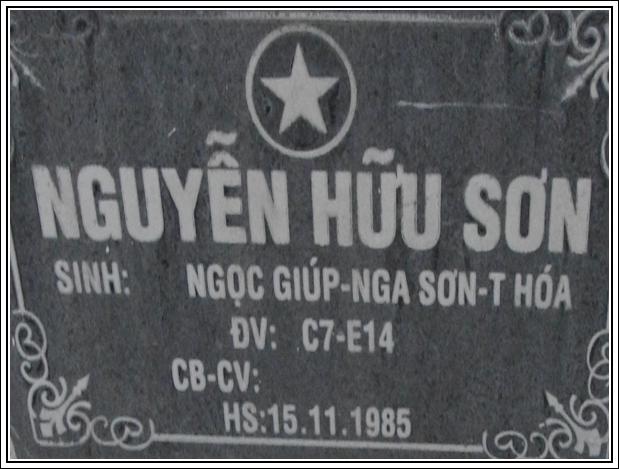 NGUYỄN HỮU SƠN
SINH: NGỌC GIÚP-NGA SƠN-T HÓA
ĐV: C7-E14
CB-CV:
HS:15.11.1985